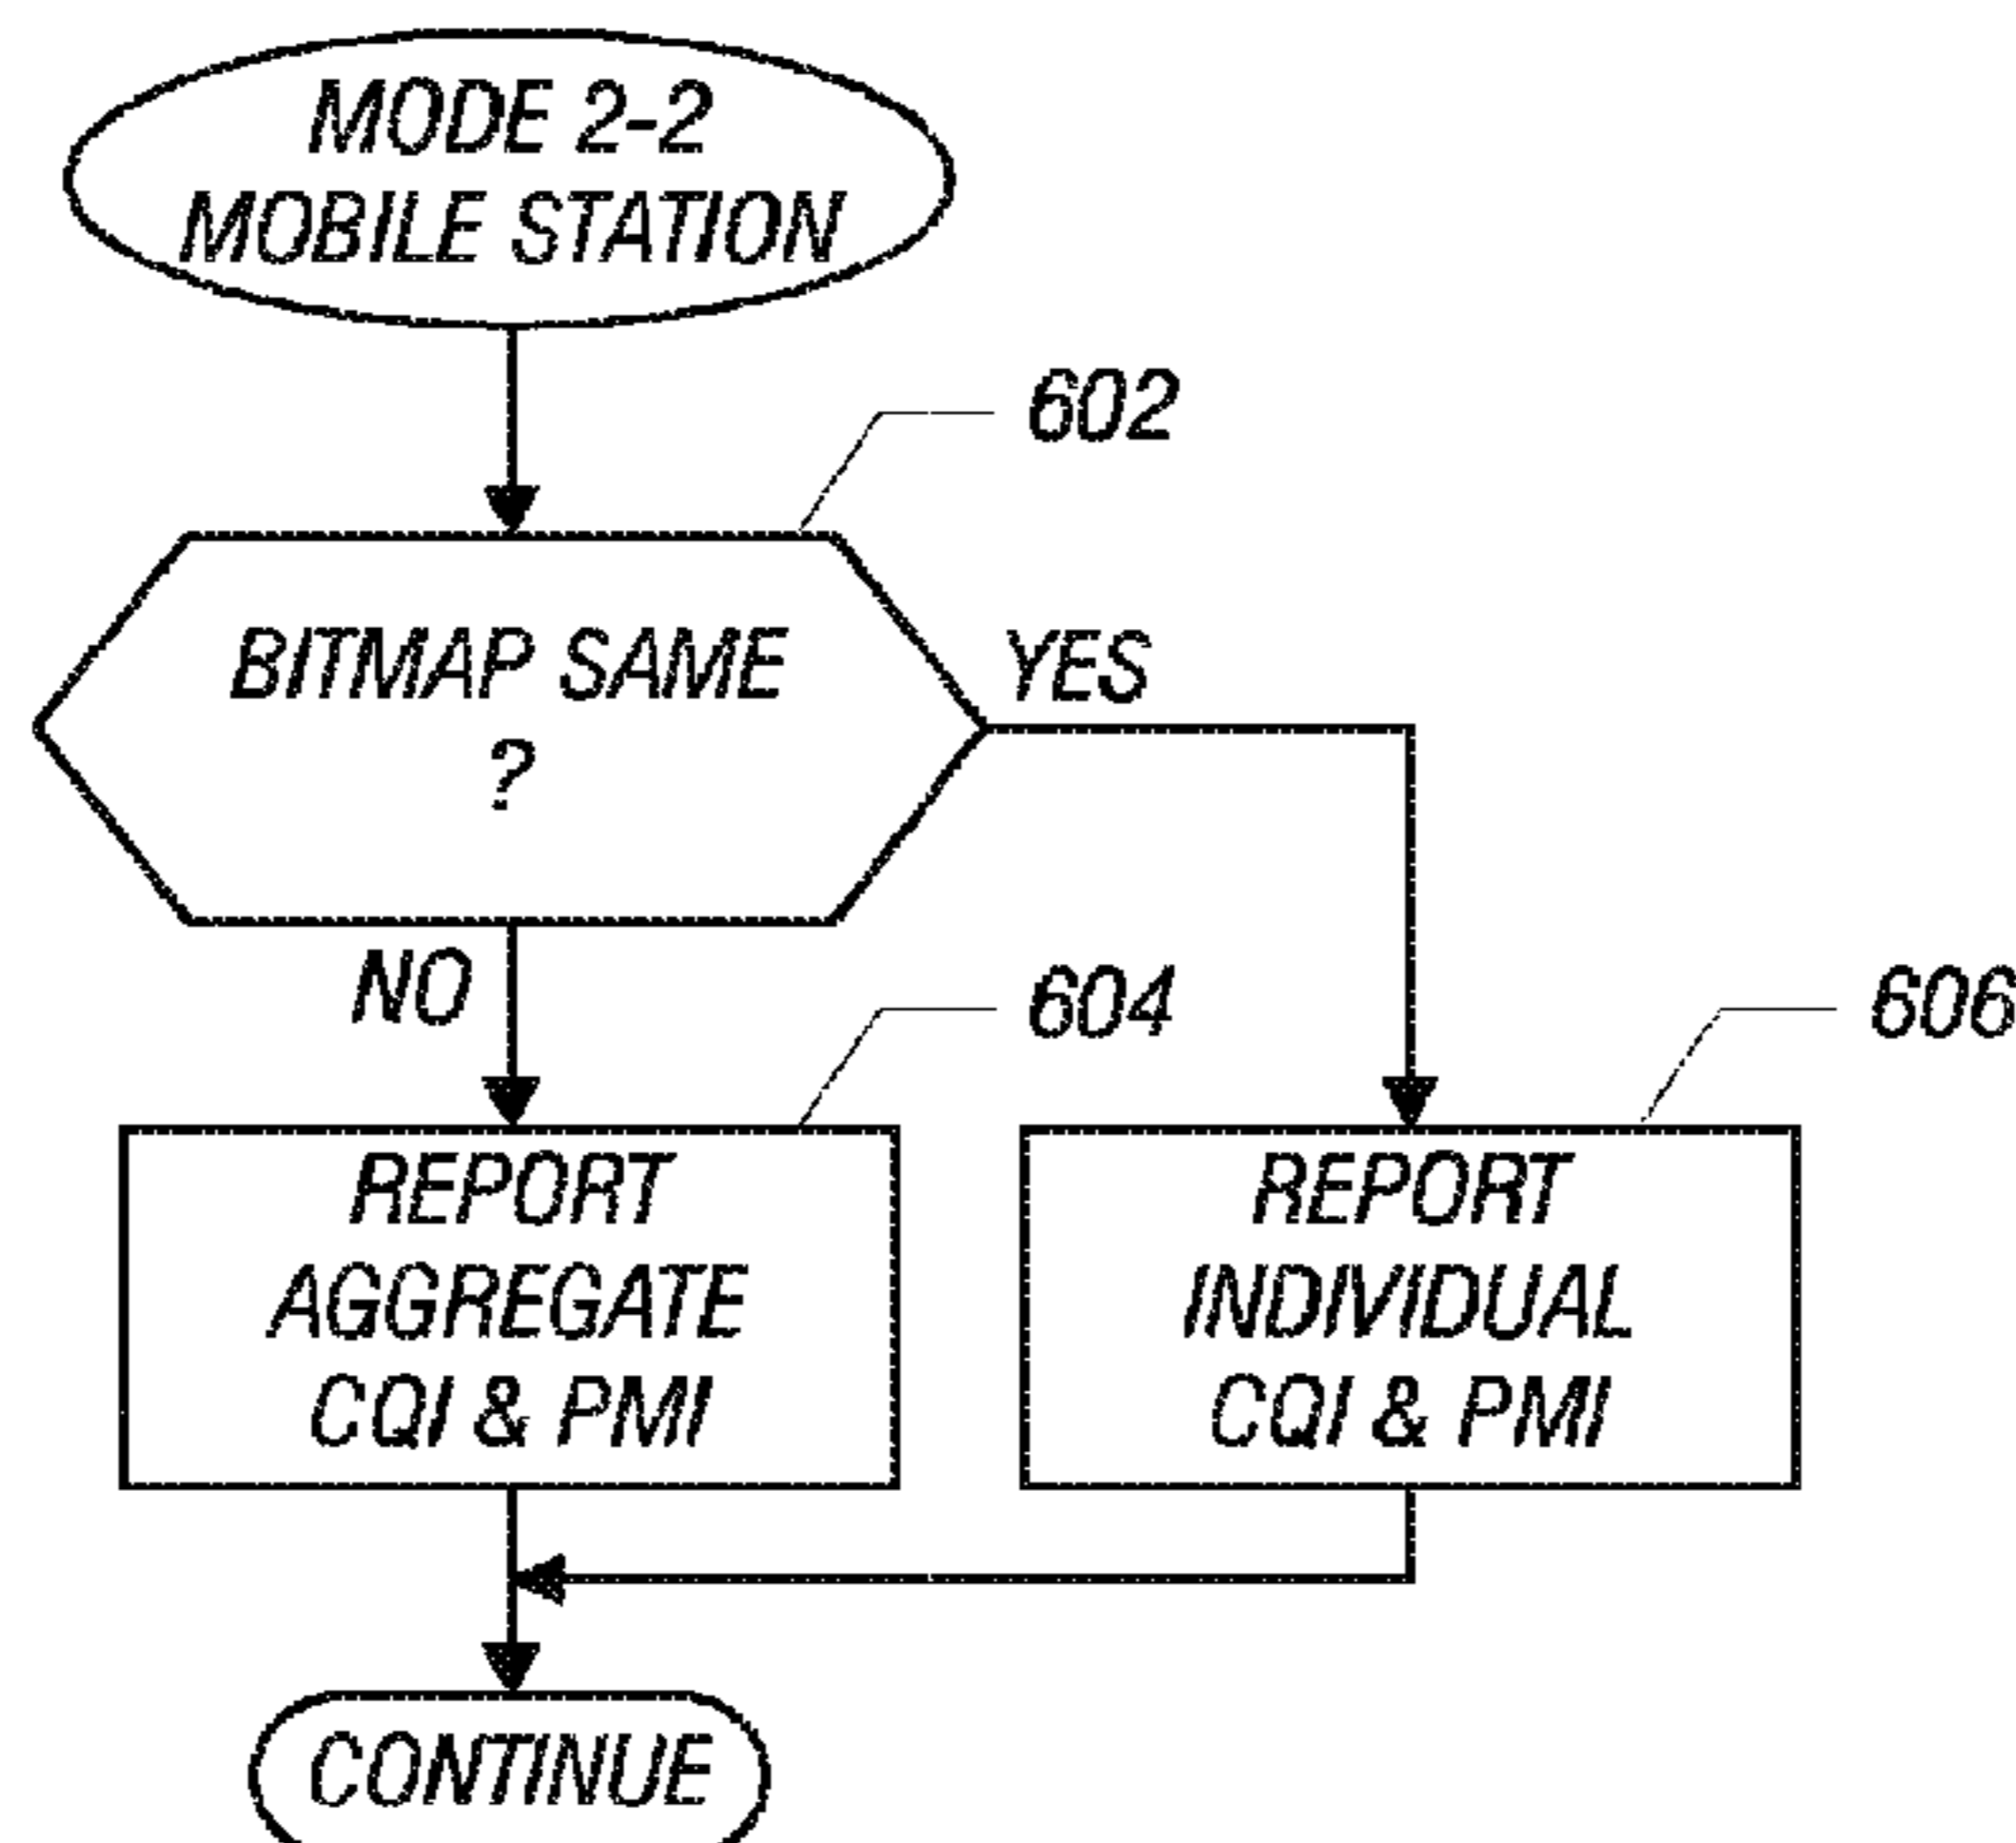 MODE 2-2
MOBILE STATION
602
BITMAP SAME
?
YES
NO
604
606
REPORT
AGGREGATE
CQI & PMI
REPORT
INDIVIDUAL
CQI & PMI
CONTINUE